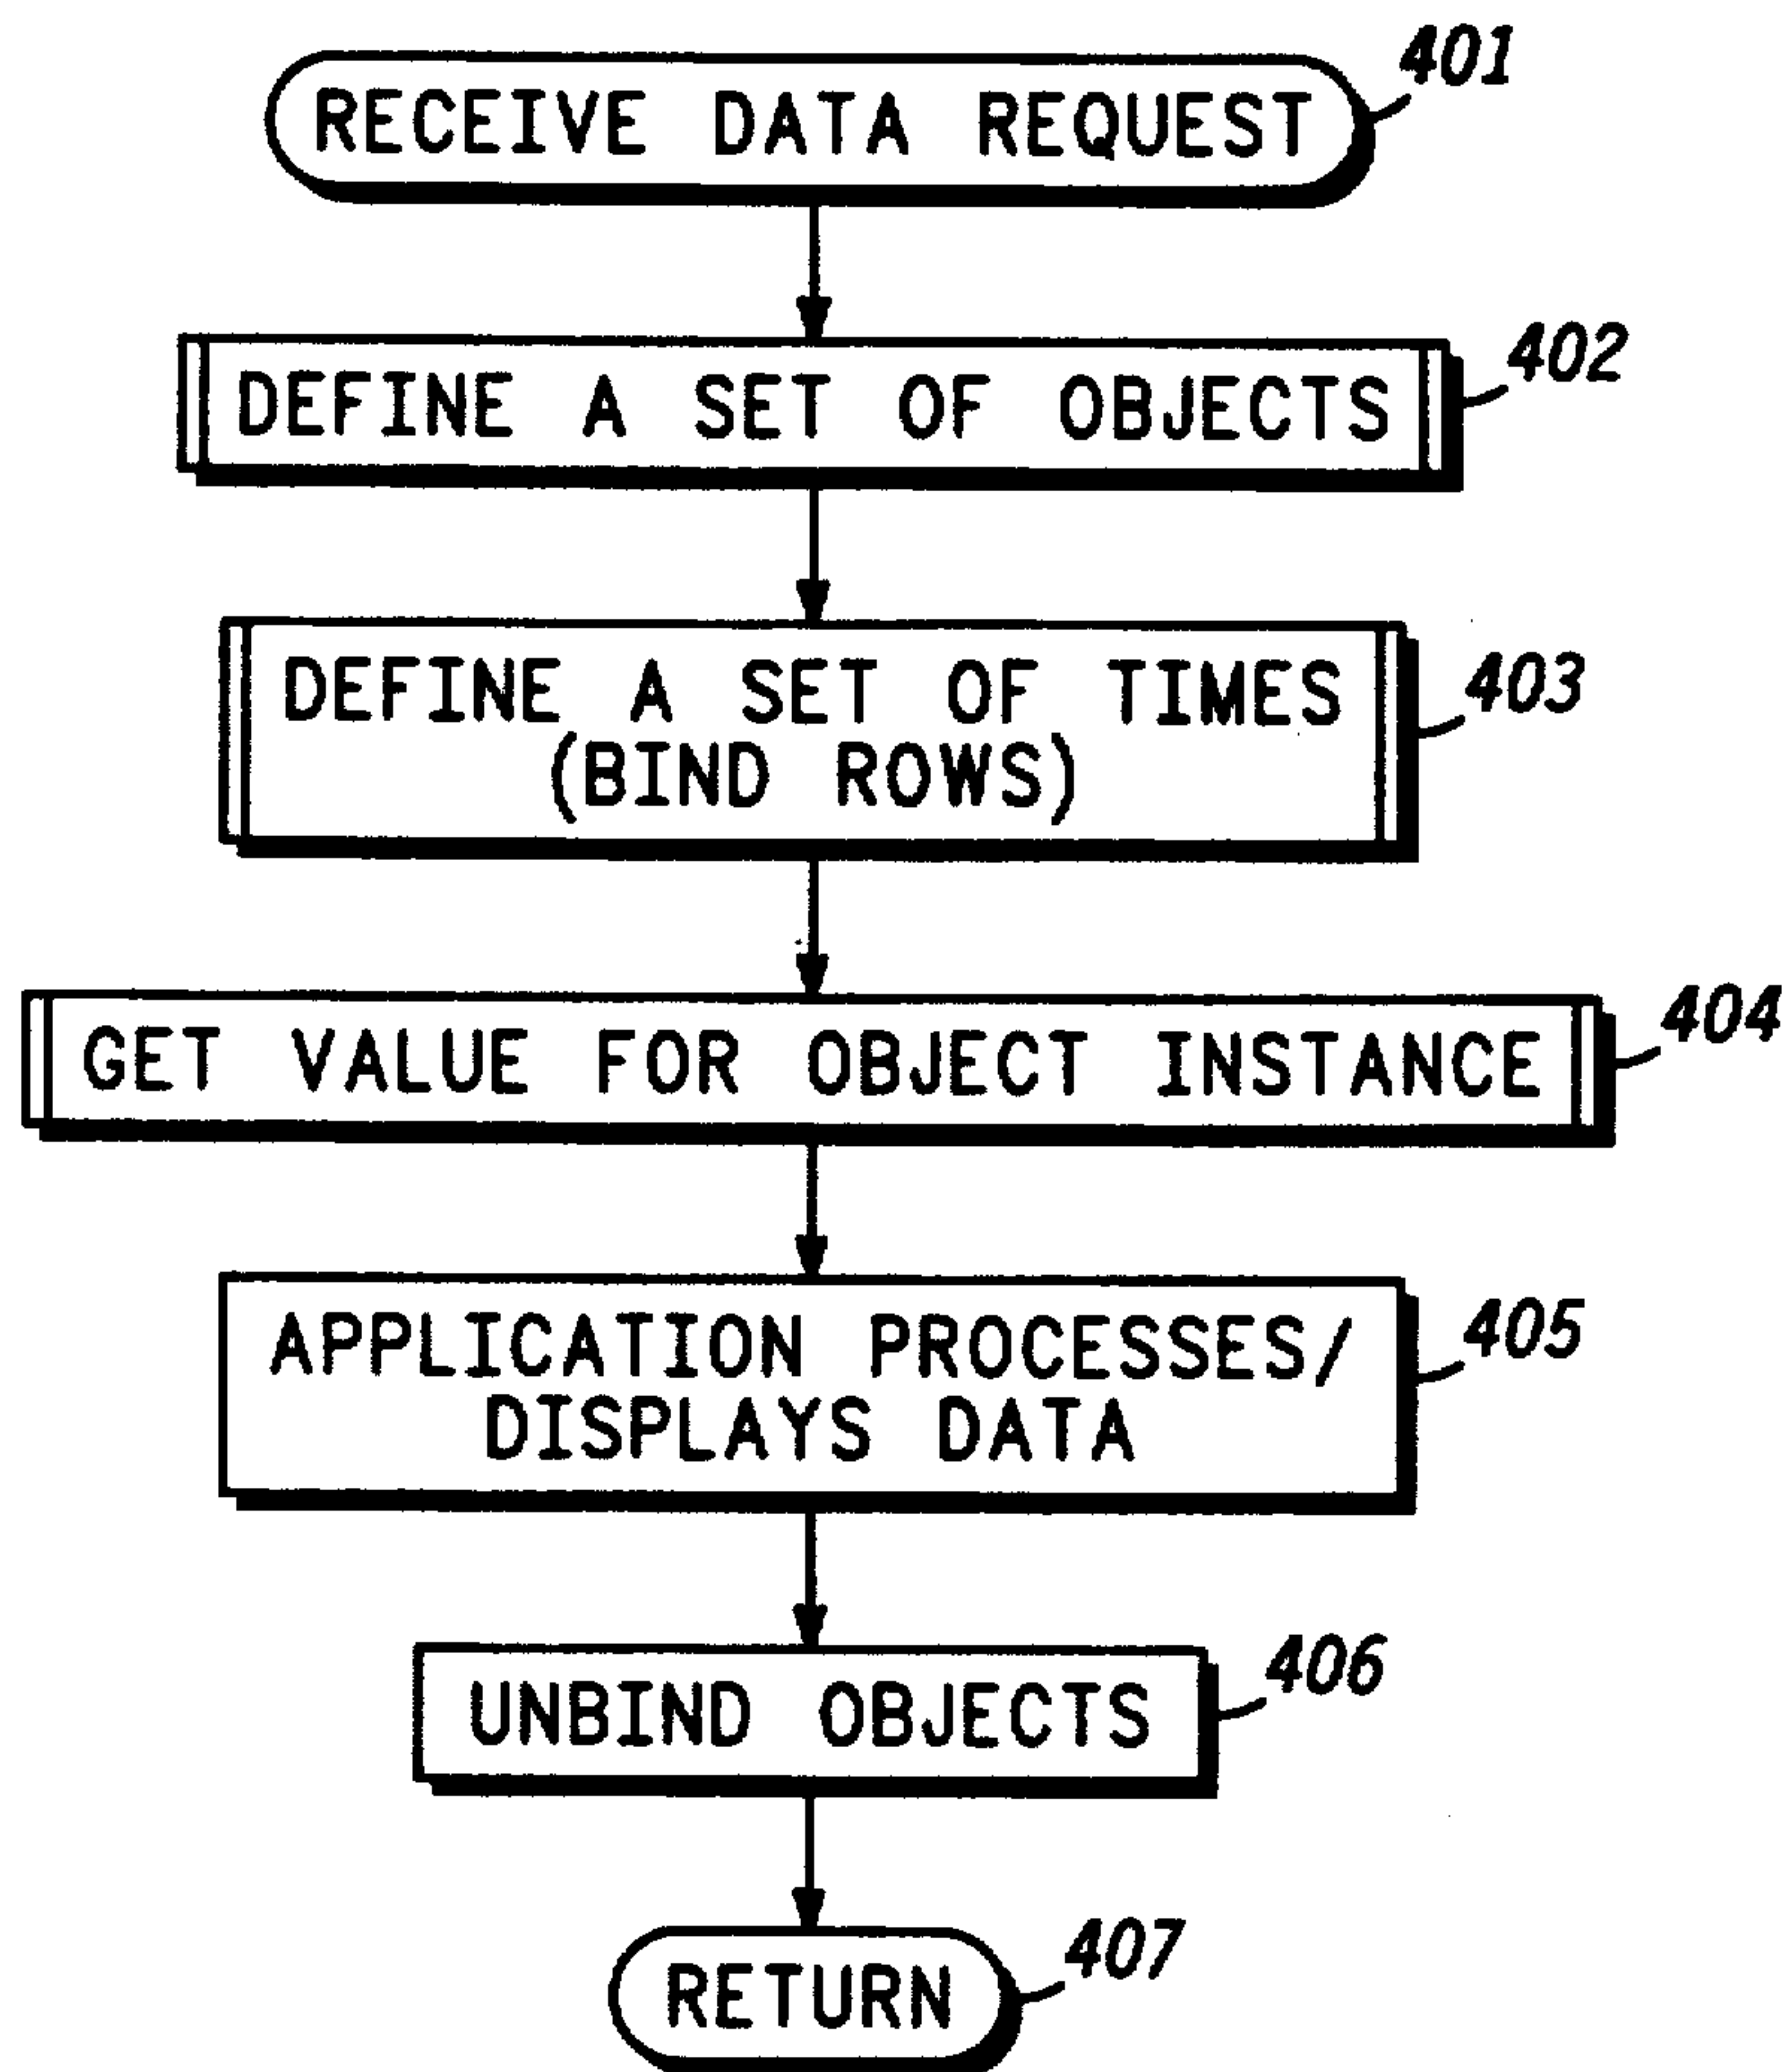 401
RECEIVE DATA REQUEST
402
DEFINE A SET OF OBJECTS
403
DEFINE A SET OF TIMES
(BIND ROWS)
404
GET VALUE FOR OBJECT INSTANCE
405
APPLICATION PROCESSES/
DISPLAYS DATA
406
UNBIND OBJECTS
407
RETURN